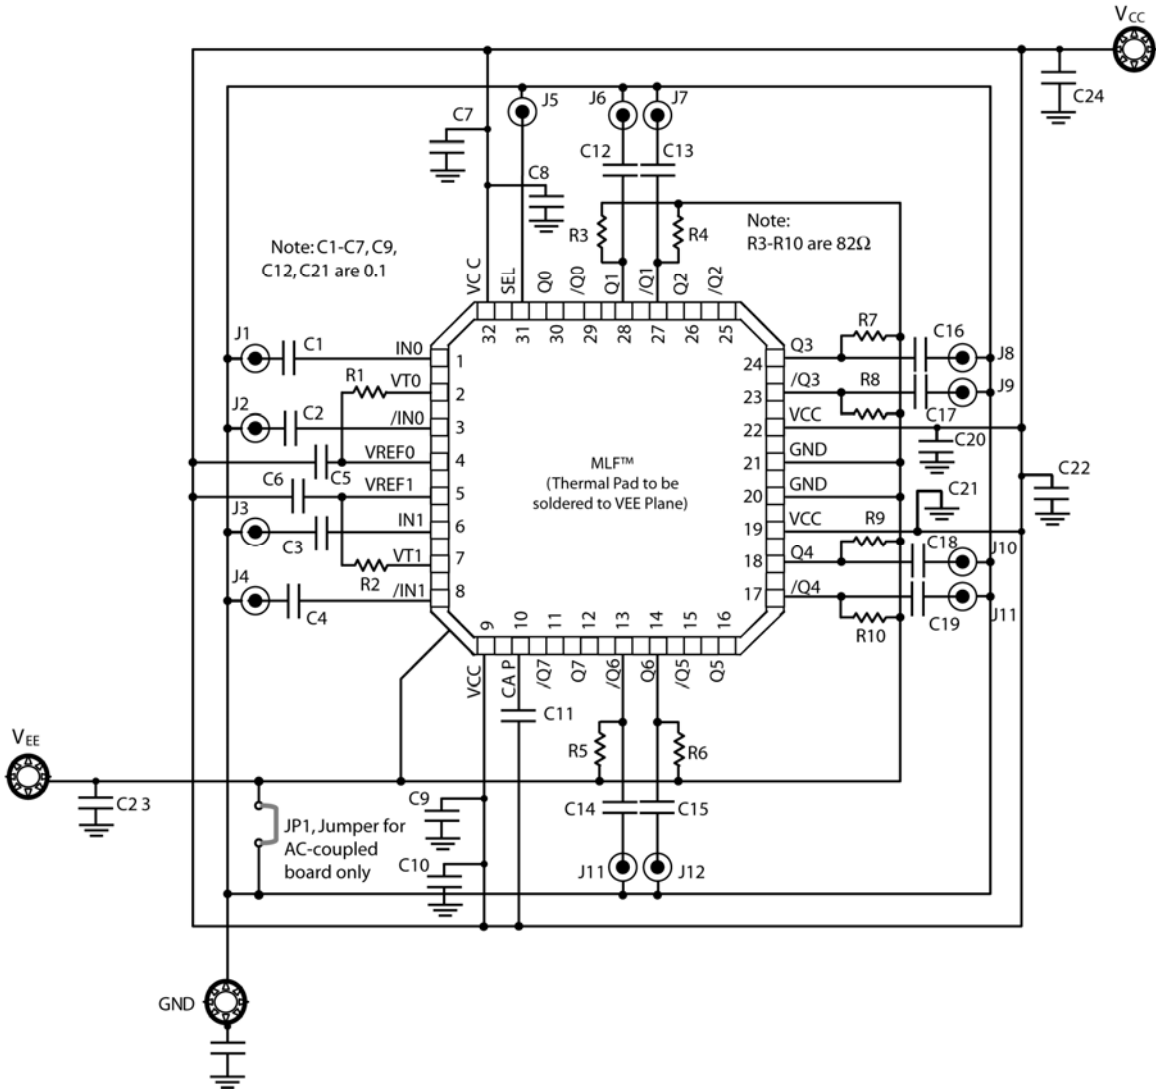 VCC
C24
C7
J5
J6
J7
C12
C13
C8
R3
R4
Note:
R3-R10 are 82Ω
Note: C1-C7, C9,
C12, C21 are 0.1
VC C
SEL
Q0
/Q0
Q1
/Q1
Q2
/Q2
32
31
30
29
28
27
26
25
J1
C1
IN0
1
R1
VT0
2
J2
C2
/IN0
3
VREF0
4
C5
C6
VREF1
5
J3
C3
IN1
6
VT1
7
R2
J4
C4
/IN1
8
MLF™
(Thermal Pad to be
soldered to VEE Plane)
R7
C16
J8
Q3
24
R8
J9
/Q3
23
C17
VCC
22
C20
GND
21
C22
GND
20
C21
VCC
19
R9
C18
J10
Q4
18
/Q4
17
R10
C19
J11
9
10
11
12
13
14
15
16
VCC
CA P
/Q7
Q7
/Q6
Q6
/Q5
Q5
C11
R5
R6
VEE
C2 3
C9
C14
C15
JP1, Jumper for
AC-coupled
board only
C10
J11
J12
GND